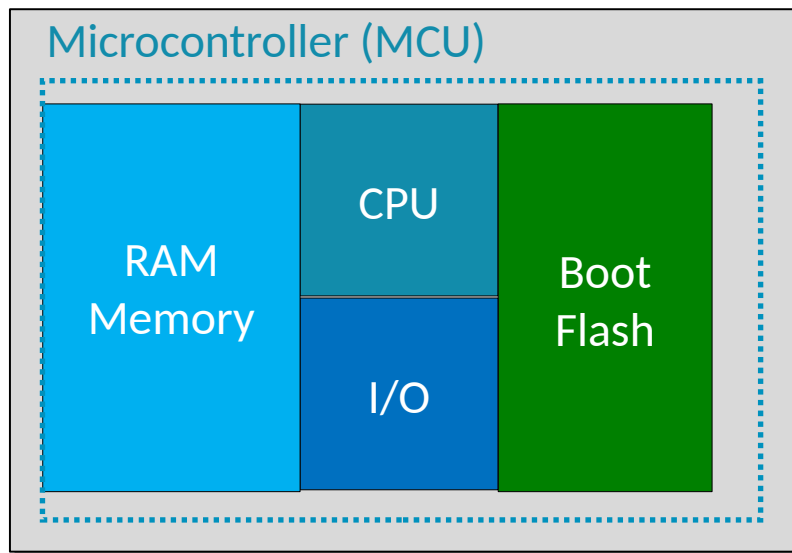 Microcontroller (MCU)
RAM
Memory
CPU
I/O
Boot
Flash